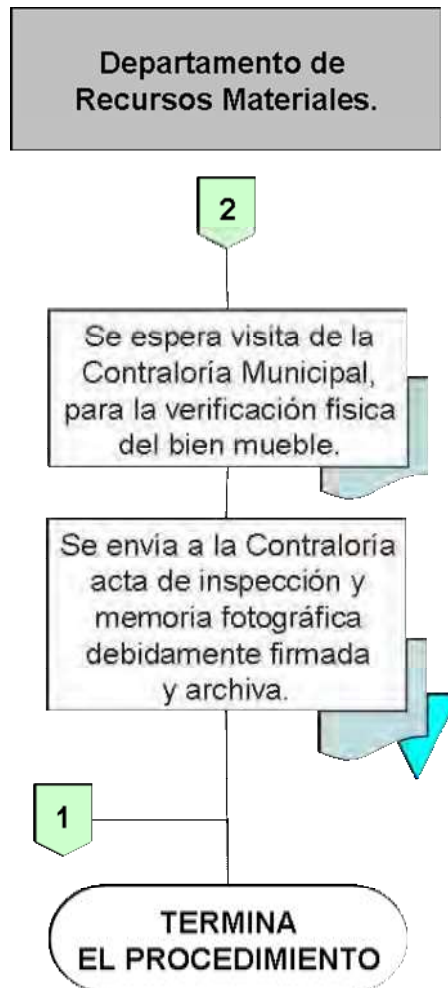 Departamento de
Recursos Materiales.
2
Se espera visita de la
Contraloría Municipal,
para la verificación física
del bien mueble.
Se envía a la Contraloría
acta de inspección y
memoria fotográfica
debidamente firmada
y archiva.
1
TERMINA
EL PROCEDIMIENTO